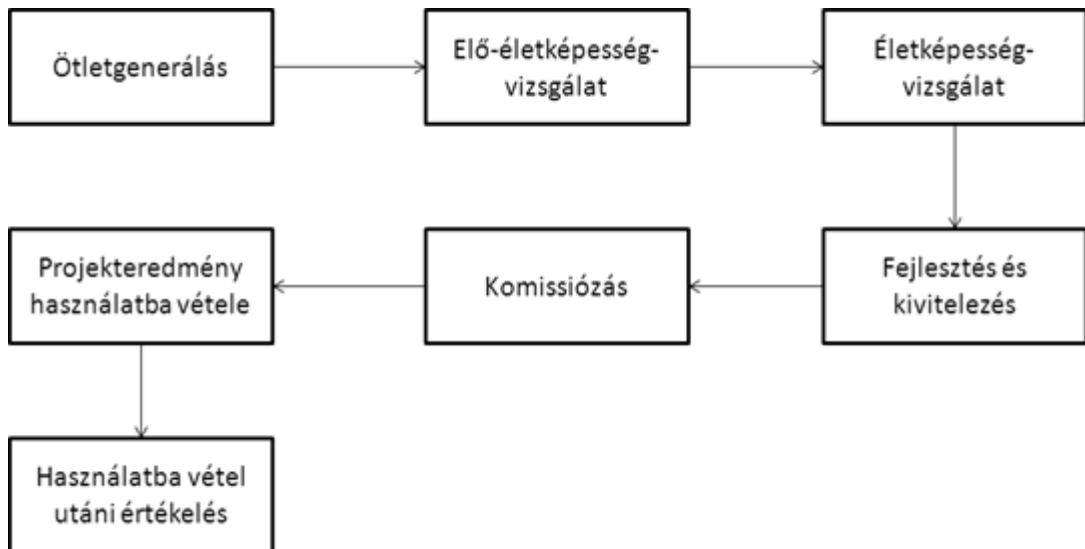 Ötletgenerálás
Elő-életképesség-
vizsgálat
Életképesség-
vizsgálat
Fejlesztés és
kivitelezés
Komissiózás
Projekteredmény
használatba vétele
Használatba vétel
utáni értékelés